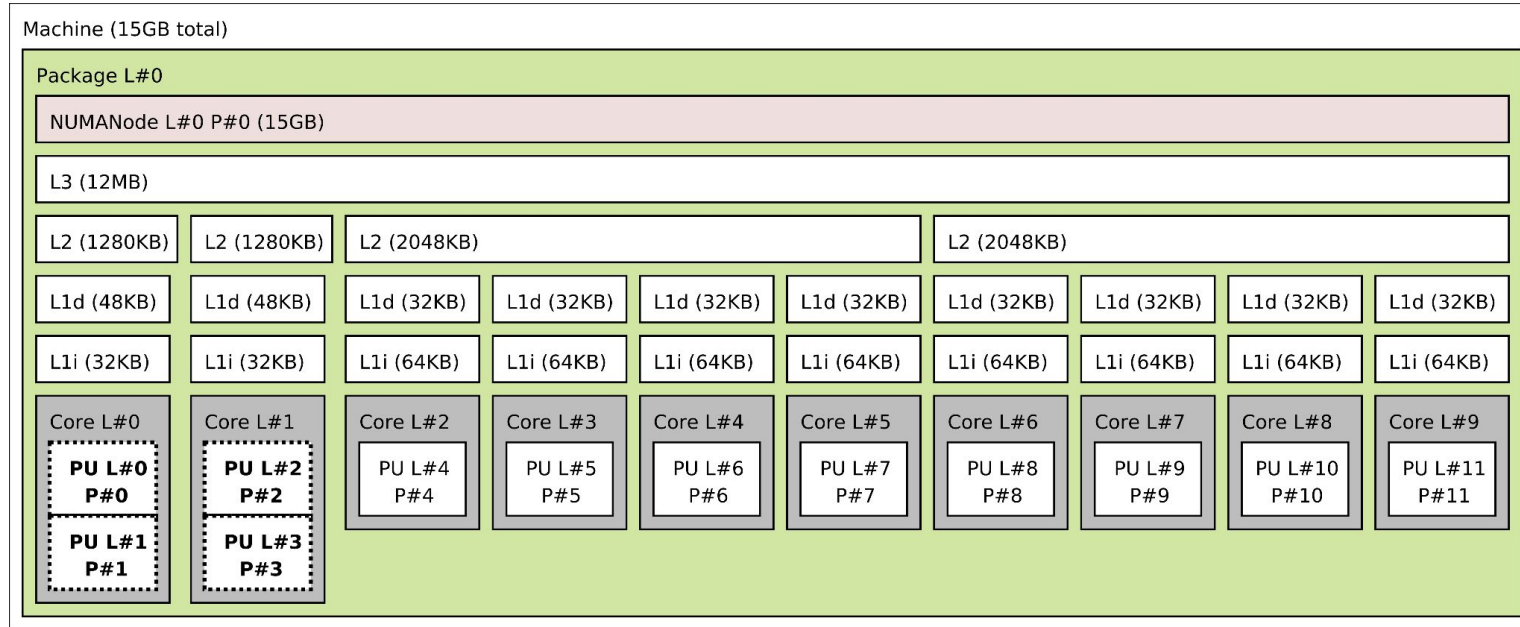 Machine (15GB total)
Package L#0
NUMANode L#0 P#0 (15GB)
L3 (12MB)
L2 (1280KB) L2 (1280KB) L2 (2048KB) L2 (2048KB)
L1d (48KB) L1d (48KB) L1d (32KB) L1d (32KB) L1d (32KB) L1d (32KB) L1d (32KB) L1d (32KB) L1d (32KB) L1d (32KB)
L1i (32KB) L1i (32KB) L1i (64KB) L1i (64KB) L1i (64KB) L1i (64KB) L1i (64KB) L1i (64KB) L1i (64KB) L1i (64KB)
Core L#0 Core L#1 Core L#2 Core L#3 Core L#4 Core L#5 Core L#6 Core L#7 Core L#8 Core L#9
PU L#0 PU L#2 PU L#4 PU L#5 PU L#6 PU L#7 PU L#8 PU L#9 PU L#10 PU L#11
P#0 P#2 P#4 P#5 P#6 P#7 P#8 P#9 P#10 P#11
PU L#1 PU L#3
P#1 P#3